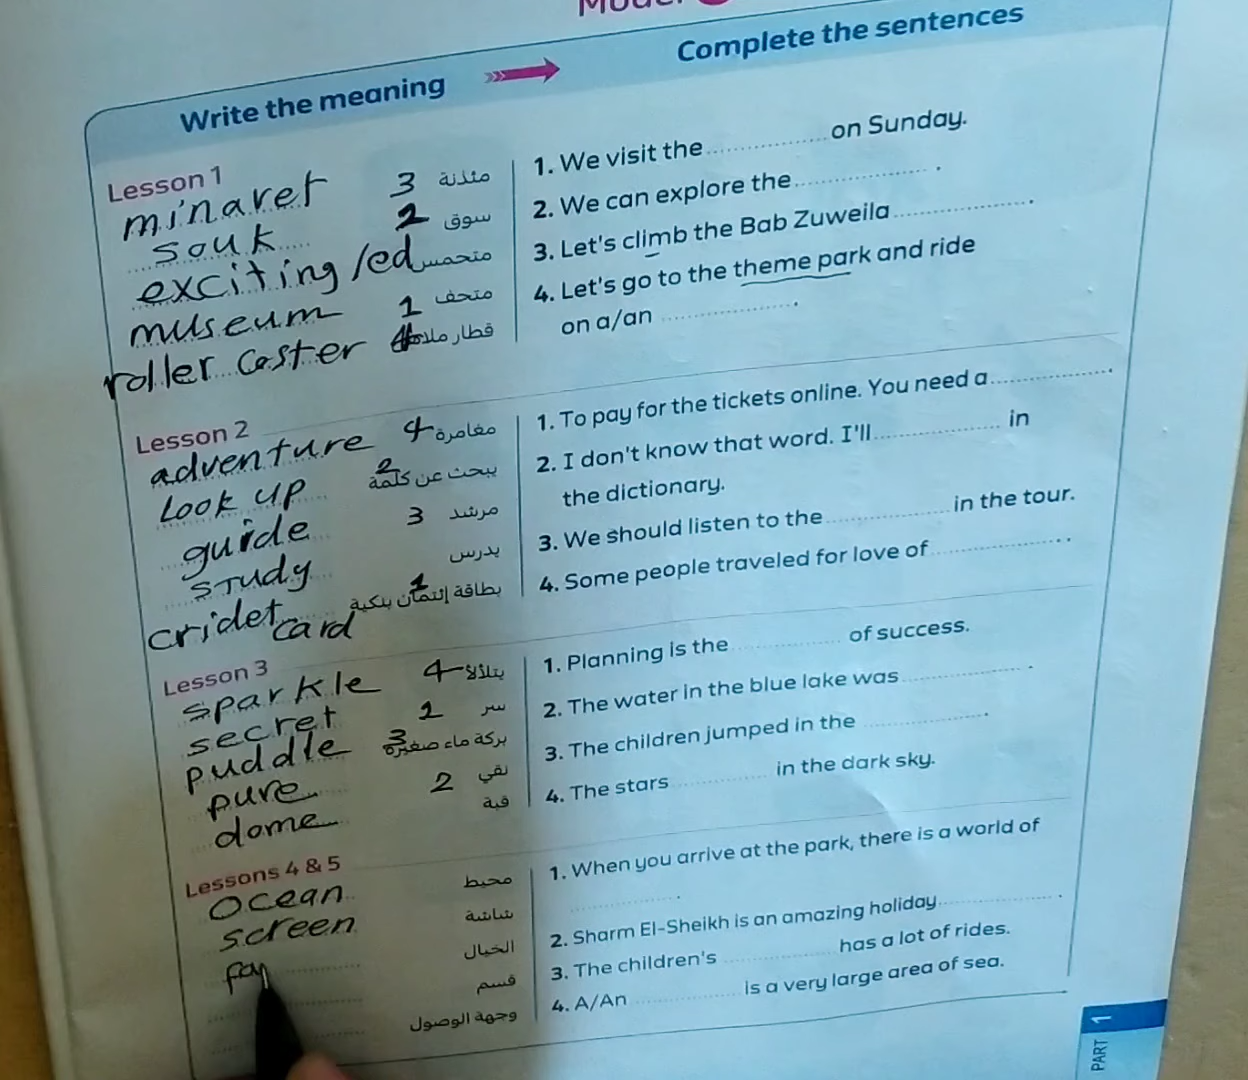 Write the meaning
Complete the sentences
Lesson 1
minaret 3 مئذنة
souk 2 سوق
exciting /ed متحمس
museum 1 متحف
roller coster 4 قطار ملاهي
1. We visit the ............ on Sunday.
2. We can explore the ............ .
3. Let's climb the Bab Zuweila ............ .
4. Let's go to the theme park and ride
on a/an ............ .
Lesson 2
adventure 4 مغامرة
Look up 2 يبحث عن كلمة
guide 3 مرشد
study يدرس
cridet card 1 بطاقة إئتمان بنكية
1. To pay for the tickets online. You need a ............ .
2. I don't know that word. I'll ............ in
the dictionary.
3. We should listen to the ............ in the tour.
4. Some people traveled for love of ............ .
Lesson 3
sparkle 4 يتلألأ
secret 1 سر
puddle 3 بركة ماء صغيرة
pure 2 نقي
dome قبة
1. Planning is the ............ of success.
2. The water in the blue lake was ............ .
3. The children jumped in the ............ .
4. The stars ............ in the dark sky.
Lessons 4 & 5
Ocean محيط
screen شاشة
fan الخيال
قسم
وجهة الوصول
1. When you arrive at the park, there is a world of
............ .
2. Sharm El-Sheikh is an amazing holiday ............ .
3. The children's ............ has a lot of rides.
4. A/An ............ is a very large area of sea.
PART 1